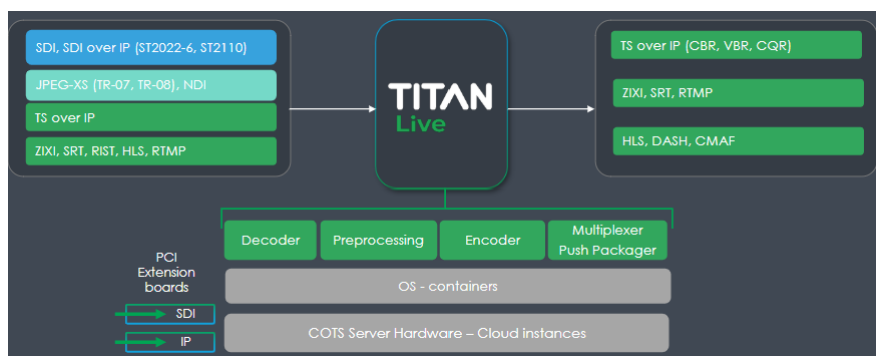 SDI, SDI over IP (ST2022-6, ST2110)
JPEG-XS (TR-07, TR-08), NDI
TS over IP
ZIXI, SRT, RIST, HLS, RTMP
TITAN
Live
TS over IP (CBR, VBR, CQR)
ZIXI, SRT, RTMP
HLS, DASH, CMAF
Decoder
Preprocessing
Encoder
Multiplexer
Push Packager
PCI
Extension
boards
SDI
IP
OS - containers
COTS Server Hardware – Cloud instances